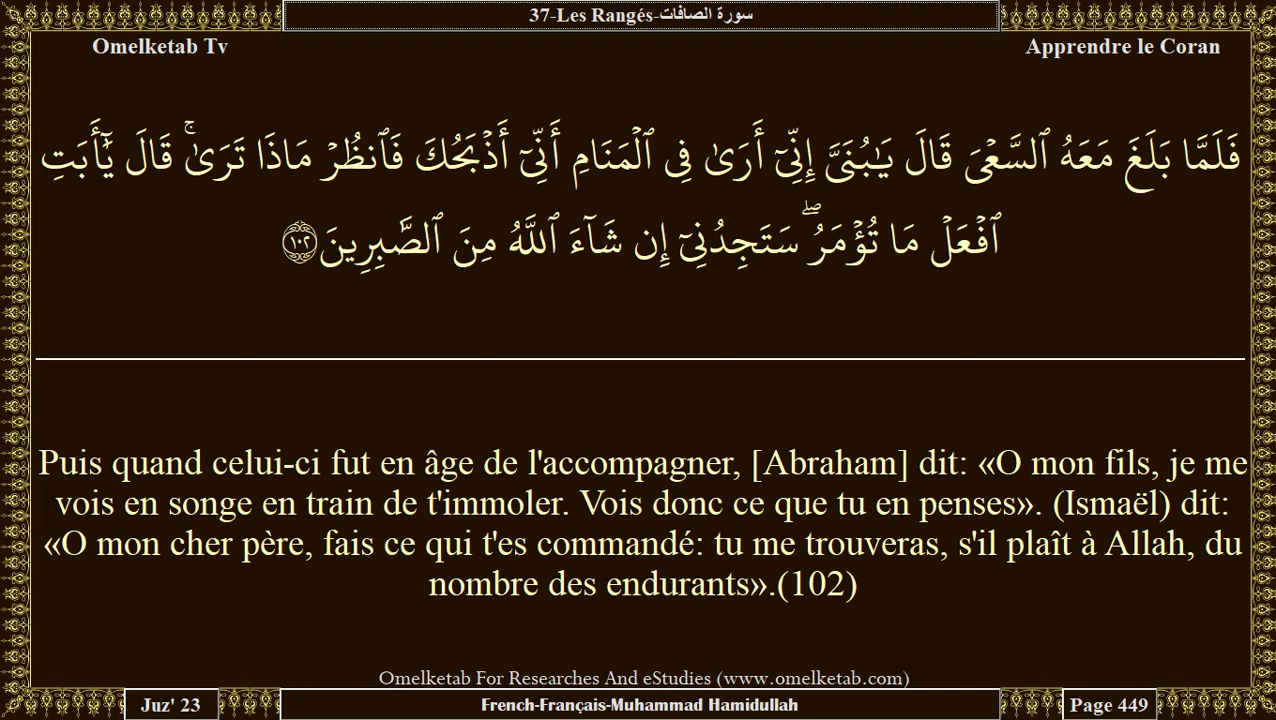 37-Les Rangés-سورة الصافات
Omelketab Tv
Apprendre le Coran
فَلَمَّا بَلَغَ مَعَهُ ٱلسَّعۡىَ قَالَ يَـٰبُنَىَّ إِنِّىٓ أَرَىٰ فِى ٱلۡمَنَامِ أَنِّىٓ أَذۡبَحُكَ فَٱنظُرۡ مَاذَا تَرَىٰ‌ۚ قَالَ يَـٰٓأَبَتِ
ٱفۡعَلۡ مَا تُؤۡمَرُ‌ۖ سَتَجِدُنِىٓ إِن شَآءَ ٱللَّهُ مِنَ ٱلصَّـٰبِرِينَ ١٠٢
Puis quand celui-ci fut en âge de l'accompagner, [Abraham] dit: «O mon fils, je me
vois en songe en train de t'immoler. Vois donc ce que tu en penses». (Ismaël) dit:
«O mon cher père, fais ce qui t'es commandé: tu me trouveras, s'il plaît à Allah, du
nombre des endurants».(102)
Omelketab For Researches And eStudies (www.omelketab.com)
Juz' 23
French-Français-Muhammad Hamidullah
Page 449